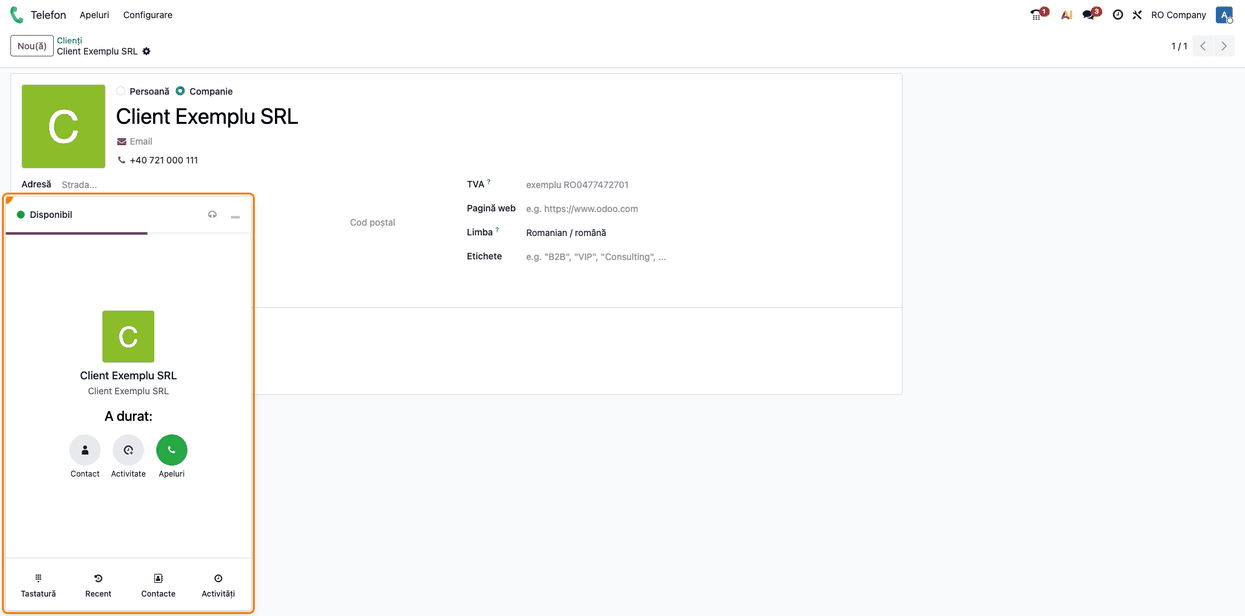 Telefon Apeluri Configurare 1 AI 3 RO Company A
Nou(ă) Clienți
Client Exemplu SRL 1 / 1
C Persoană Companie
Client Exemplu SRL
Email
+40 721 000 111
Adresă Strada...
Cod poștal
TVA ? exemplu RO0477472701
Pagină web e.g. https://www.odoo.com
Limba ? Romanian / română
Etichete e.g. "B2B", "VIP", "Consulting", ...
Disponibil
C
Client Exemplu SRL
Client Exemplu SRL
A durat:
Contact Activitate Apeluri
Tastatură Recent Contacte Activități